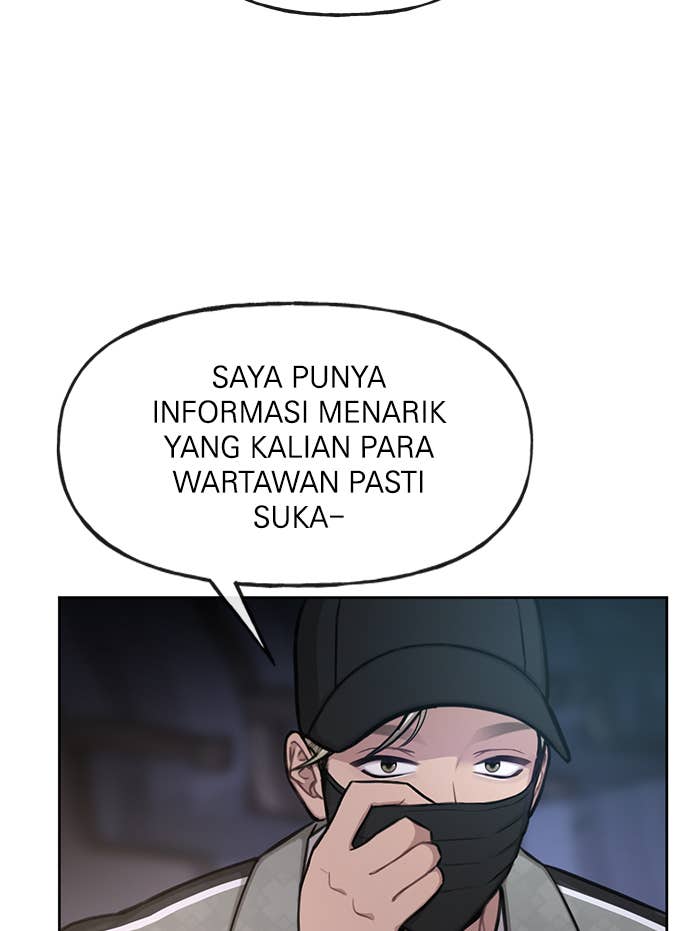 SAYA PUNYA
INFORMASI MENARIK
YANG KALIAN PARA
WARTAWAN PASTI
SUKA-